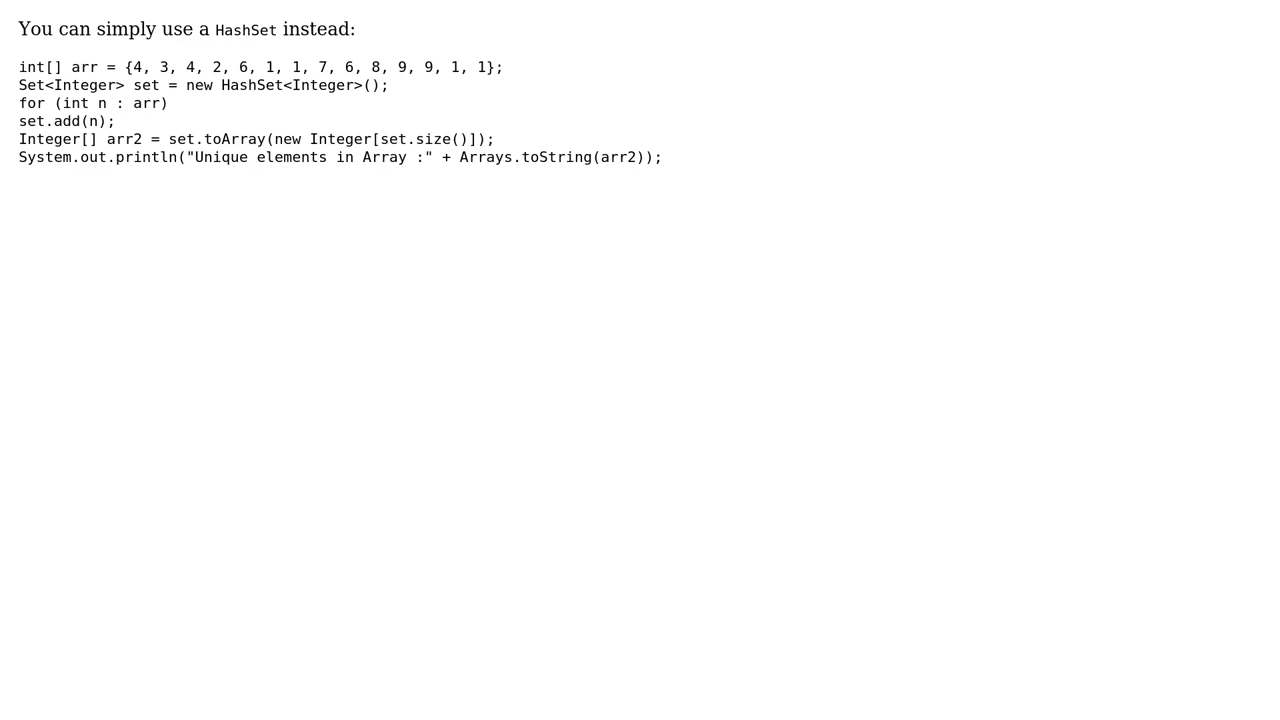 You can simply use a HashSet instead:
int[] arr = {4, 3, 4, 2, 6, 1, 1, 7, 6, 8, 9, 9, 1, 1};
Set<Integer> set = new HashSet<Integer>();
for (int n : arr)
set.add(n);
Integer[] arr2 = set.toArray(new Integer[set.size()]);
System.out.println("Unique elements in Array :" + Arrays.toString(arr2));